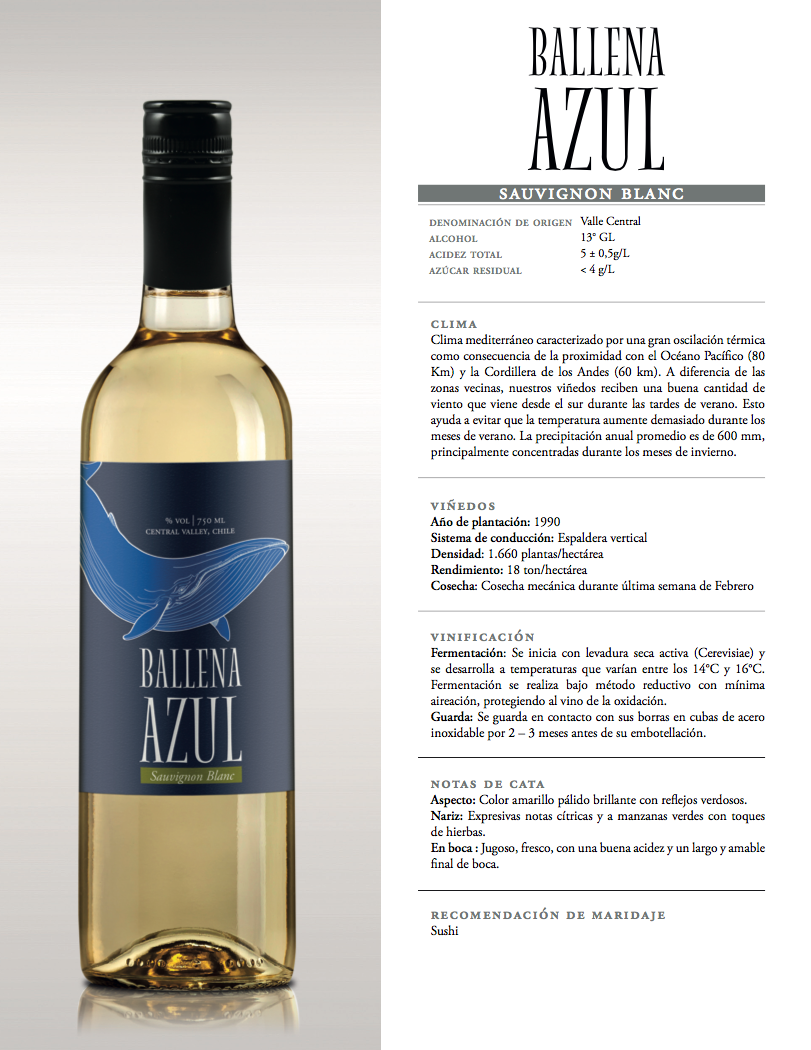 % VOL | 750 ML
CENTRAL VALLEY, CHILE
BALLENA
AZUL
Sauvignon Blanc
BALLENA
AZUL
SAUVIGNON BLANC
DENOMINACIÓN DE ORIGEN Valle Central
ALCOHOL 13° GL
ACIDEZ TOTAL 5 ± 0,5g/L
AZÚCAR RESIDUAL < 4 g/L
CLIMA
Clima mediterráneo caracterizado por una gran oscilación térmica
como consecuencia de la proximidad con el Océano Pacífico (80
Km) y la Cordillera de los Andes (60 km). A diferencia de las
zonas vecinas, nuestros viñedos reciben una buena cantidad de
viento que viene desde el sur durante las tardes de verano. Esto
ayuda a evitar que la temperatura aumente demasiado durante los
meses de verano. La precipitación anual promedio es de 600 mm,
principalmente concentradas durante los meses de invierno.
VIÑEDOS
Año de plantación: 1990
Sistema de conducción: Espaldera vertical
Densidad: 1.660 plantas/hectárea
Rendimiento: 18 ton/hectárea
Cosecha: Cosecha mecánica durante última semana de Febrero
VINIFICACIÓN
Fermentación: Se inicia con levadura seca activa (Cerevisiae) y
se desarrolla a temperaturas que varían entre los 14°C y 16°C.
Fermentación se realiza bajo método reductivo con mínima
aireación, protegiendo al vino de la oxidación.
Guarda: Se guarda en contacto con sus borras en cubas de acero
inoxidable por 2 – 3 meses antes de su embotellación.
NOTAS DE CATA
Aspecto: Color amarillo pálido brillante con reflejos verdosos.
Nariz: Expresivas notas cítricas y a manzanas verdes con toques
de hierbas.
En boca : Jugoso, fresco, con una buena acidez y un largo y amable
final de boca.
RECOMENDACIÓN DE MARIDAJE
Sushi